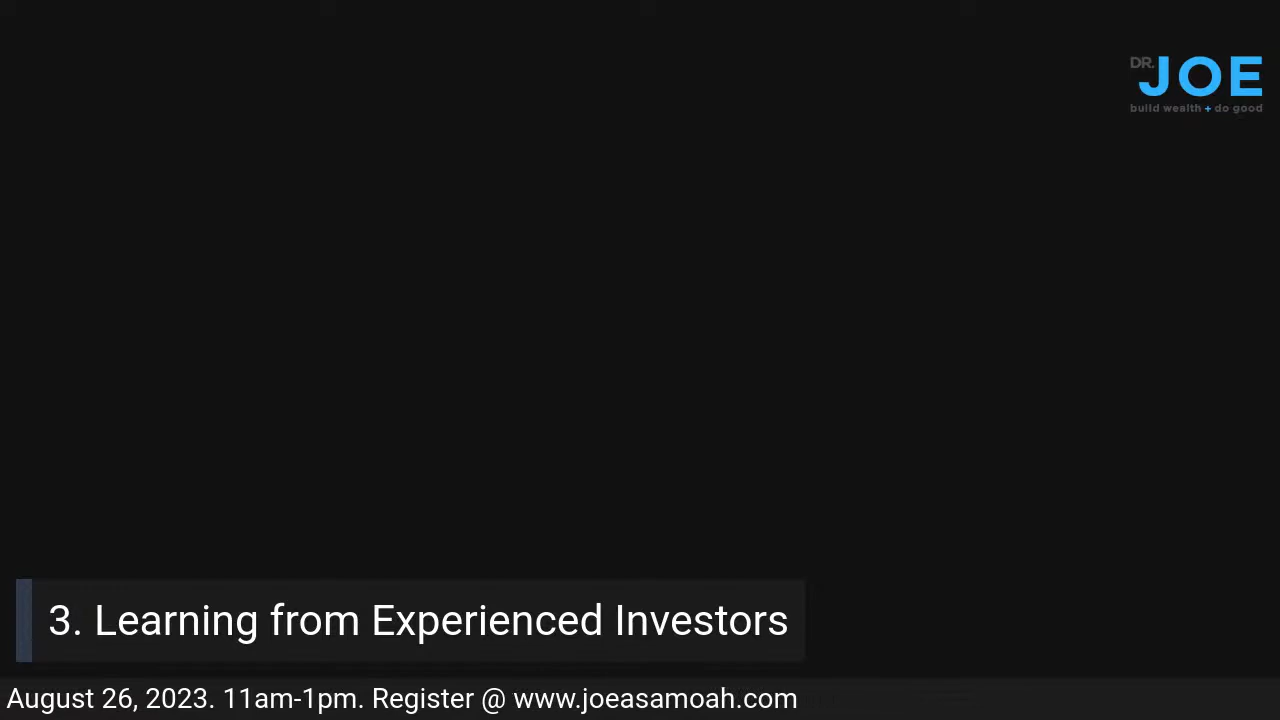 DR. JOE
build wealth + do good
3. Learning from Experienced Investors
August 26, 2023. 11am-1pm. Register @ www.joeasamoah.com